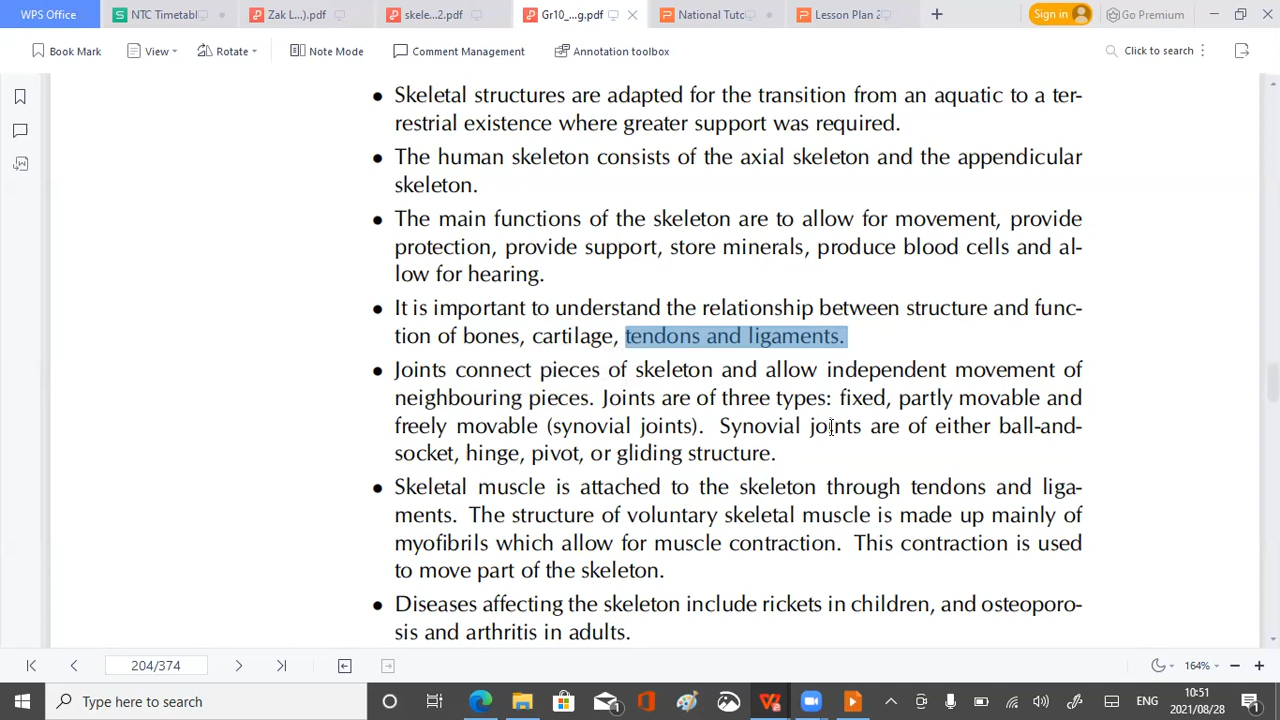 WPS Office
NTC Timetabl
Zak L...).pdf
skele...2.pdf
Gr10_...g.pdf
National Tuto
Lesson Plan 2
Sign in
Go Premium
Book Mark
View
Rotate
Note Mode
Comment Management
Annotation toolbox
Click to search
• Skeletal structures are adapted for the transition from an aquatic to a ter-
restrial existence where greater support was required.
• The human skeleton consists of the axial skeleton and the appendicular
skeleton.
• The main functions of the skeleton are to allow for movement, provide
protection, provide support, store minerals, produce blood cells and al-
low for hearing.
• It is important to understand the relationship between structure and func-
tion of bones, cartilage, tendons and ligaments.
• Joints connect pieces of skeleton and allow independent movement of
neighbouring pieces. Joints are of three types: fixed, partly movable and
freely movable (synovial joints). Synovial joints are of either ball-and-
socket, hinge, pivot, or gliding structure.
• Skeletal muscle is attached to the skeleton through tendons and liga-
ments. The structure of voluntary skeletal muscle is made up mainly of
myofibrils which allow for muscle contraction. This contraction is used
to move part of the skeleton.
• Diseases affecting the skeleton include rickets in children, and osteoporo-
sis and arthritis in adults.
204/374
164%
Type here to search
1
ENG
10:51
2021/08/28
1